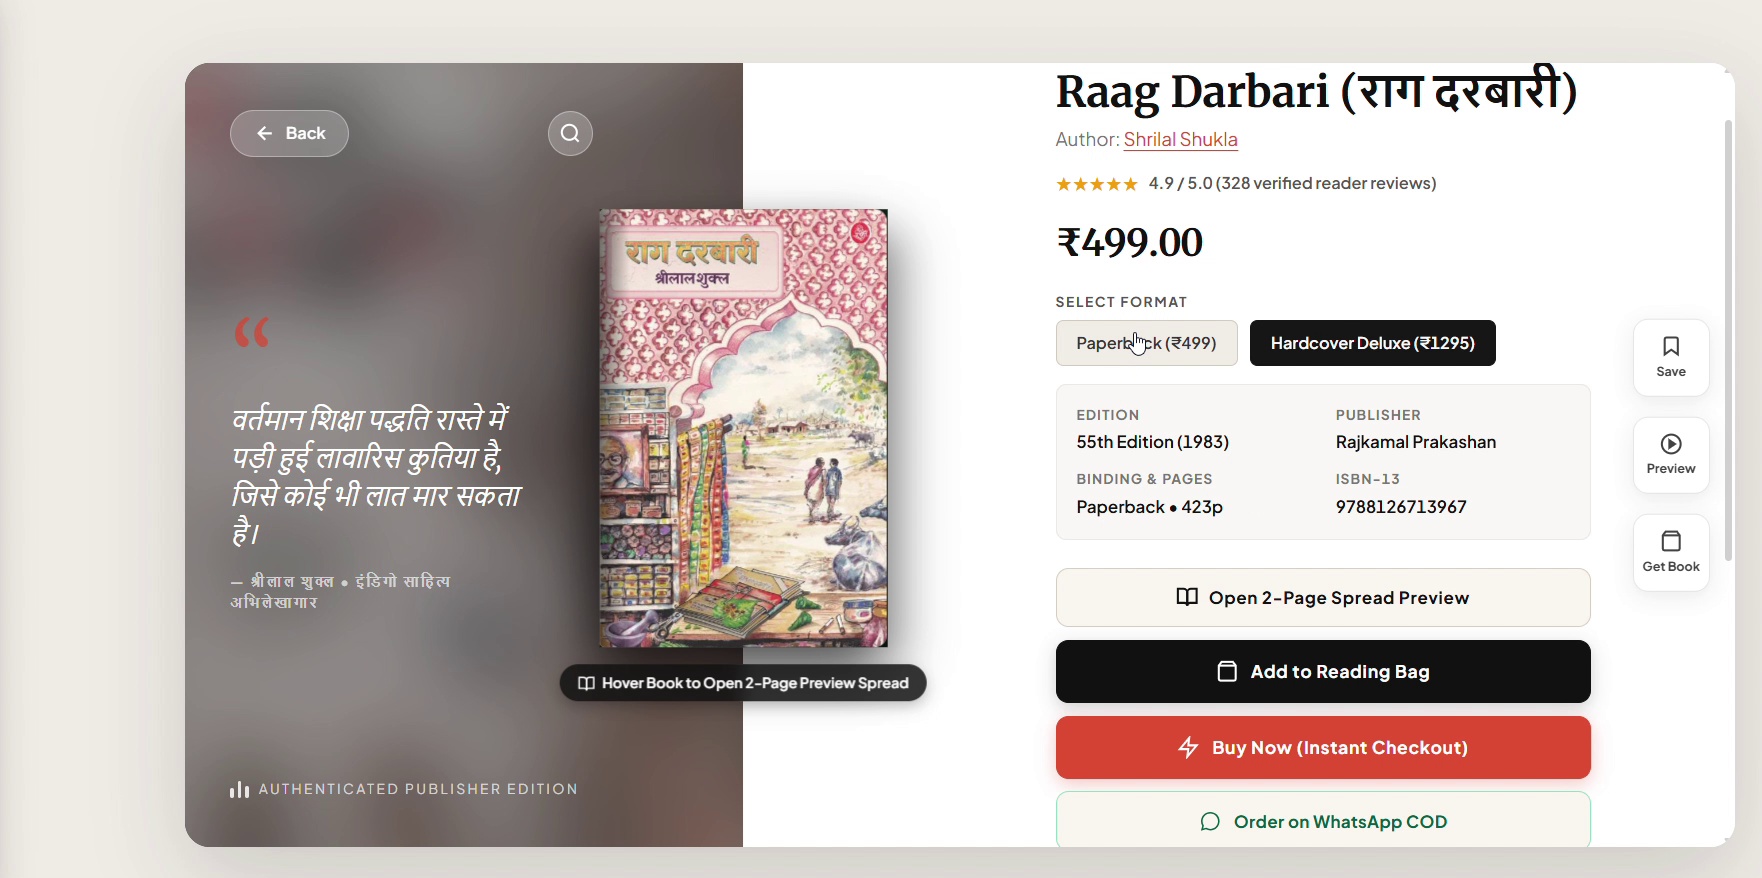 Back
“
वर्तमान शिक्षा पद्धति रास्ते में
पड़ी हुई लावारिस कुतिया है,
जिसे कोई भी लात मार सकता
है।
— श्रीलाल शुक्ल • इंडिगो साहित्य
अभिलेखागार
AUTHENTICATED PUBLISHER EDITION
राग दरबारी
श्रीलाल शुक्ल
Hover Book to Open 2-Page Preview Spread
Raag Darbari (राग दरबारी)
Author: Shrilal Shukla
★★★★★ 4.9 / 5.0 (328 verified reader reviews)
₹499.00
SELECT FORMAT
Paperback (₹499) Hardcover Deluxe (₹1295)
EDITION PUBLISHER
55th Edition (1983) Rajkamal Prakashan
BINDING & PAGES ISBN-13
Paperback • 423p 9788126713967
Open 2-Page Spread Preview
Add to Reading Bag
Buy Now (Instant Checkout)
Order on WhatsApp COD
Save
Preview
Get Book